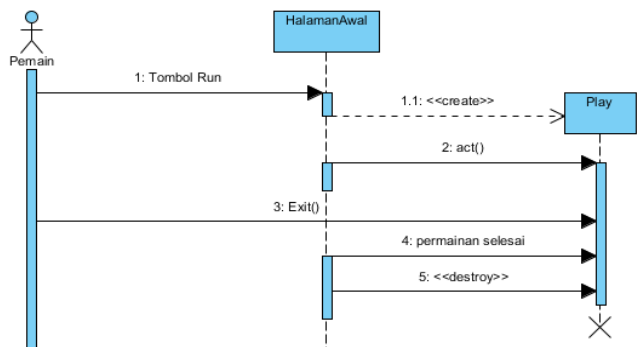 HalamanAwal
Pemain
1: Tombol Run
1.1: <<create>>
Play
2: act()
3: Exit()
4: permainan selesai
5: <<destroy>>